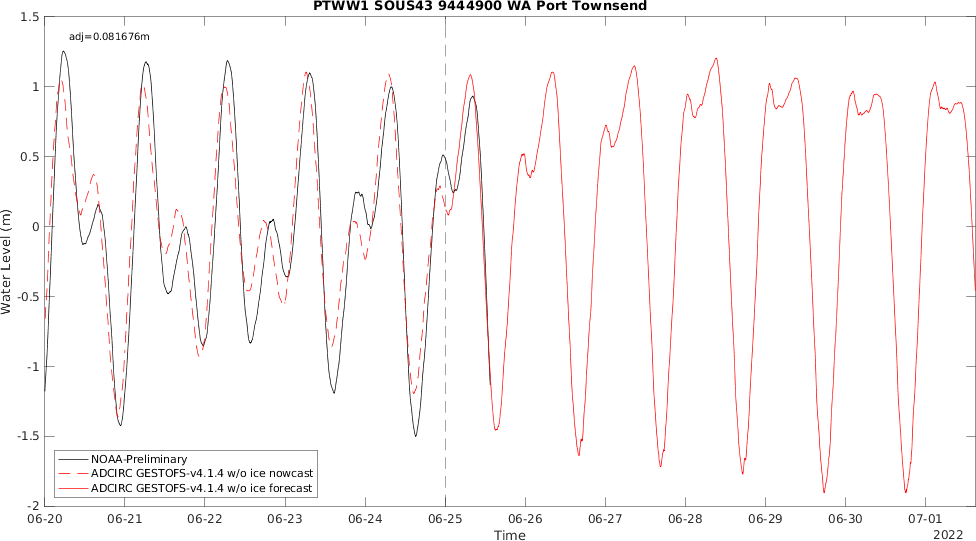 PTWW1 SOUS43 9444900 WA Port Townsend
adj=0.081676m
1.5
1
0.5
0
-0.5
-1
-1.5
-2
Water Level (m)
NOAA-Preliminary
ADCIRC GESTOFS-v4.1.4 w/o ice nowcast
ADCIRC GESTOFS-v4.1.4 w/o ice forecast
06-20 06-21 06-22 06-23 06-24 06-25 06-26 06-27 06-28 06-29 06-30 07-01
Time
2022